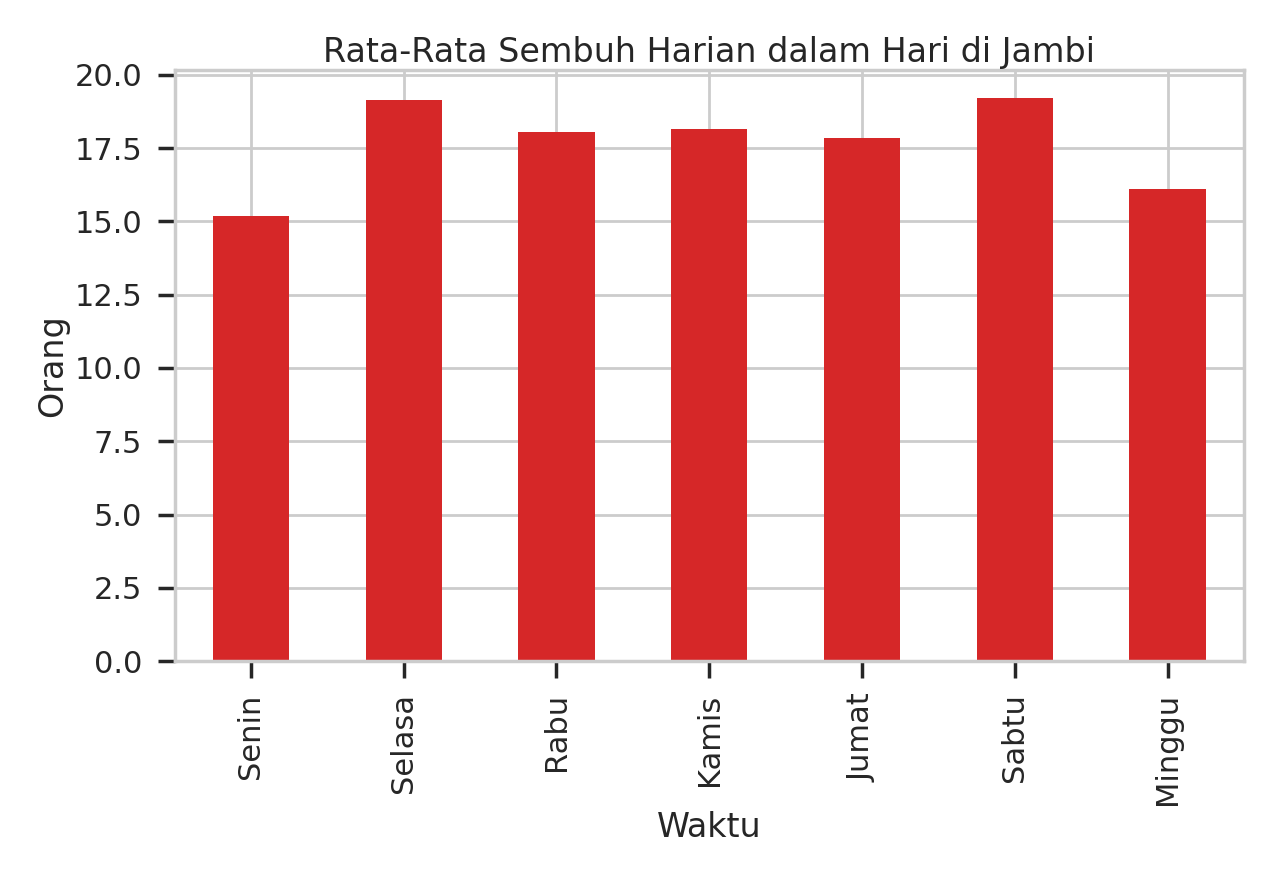 Rata-Rata Sembuh Harian dalam Hari di Jambi
20.0
17.5
15.0
12.5
10.0
7.5
5.0
2.5
0.0
Orang
Senin
Selasa
Rabu
Kamis
Jumat
Sabtu
Minggu
Waktu